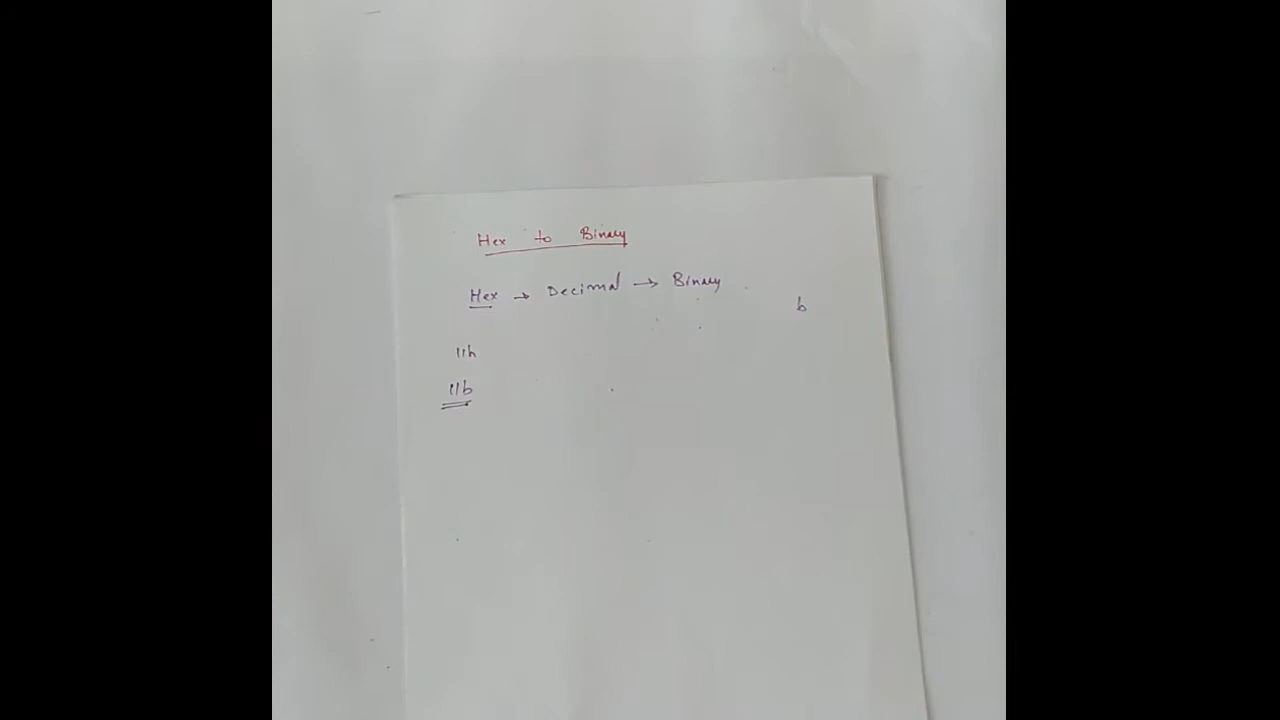 Hex to Binary
Hex → Decimal → Binary
b
11h
11b